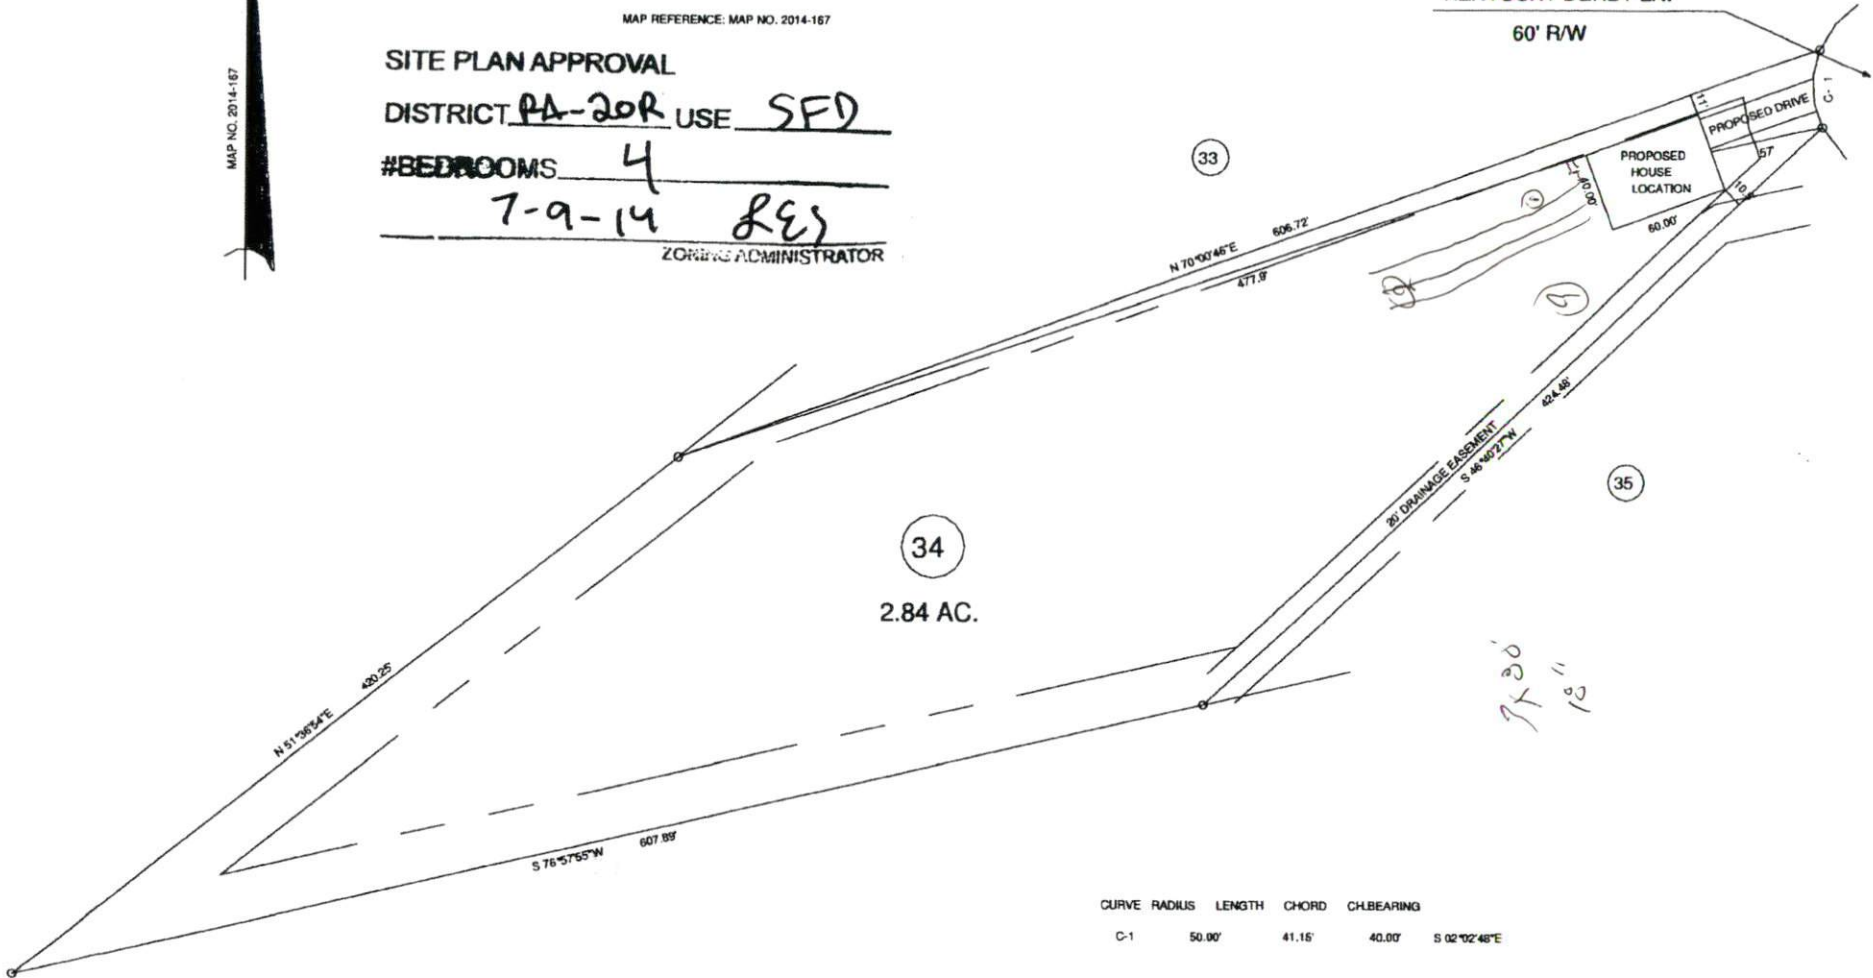 MAP REFERENCE: MAP NO. 2014-167
60' R/W
MAP NO. 2014-167
SITE PLAN APPROVAL
DISTRICT RA-20R USE SFD
#BEDROOMS 4
7-9-14
ZONING ADMINISTRATOR
33
11'
PROPOSED DRIVE
C-1
57'
PROPOSED
HOUSE
LOCATION
40.00'
60.00'
N 70°00'46"E 606.72'
477.9'
34
2.84 AC.
20' DRAINAGE EASEMENT
S 46°40'27"W 424.48'
35
N 51°36'54"E 420.25'
S 76°57'55"W 607.89'
18"
CURVE RADIUS LENGTH CHORD CH.BEARING
C-1 50.00' 41.15' 40.00' S 02°02'48"E